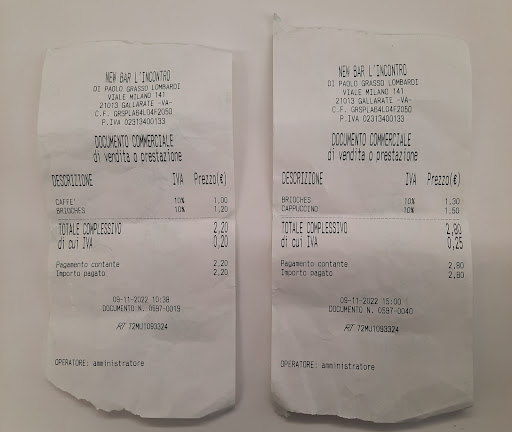 NEW BAR L'INCONTRO
DI PAOLO GRASSO LOMBARDI
VIALE MILANO 141
21013 GALLARATE -VA-
C.F. GRSPLA64L04F205O
P.IVA 02313400133
DOCUMENTO COMMERCIALE
di vendita o prestazione
DESCRIZIONE IVA Prezzo(€)
CAFFE' 10% 1,00
BRIOCHES 10% 1,20
TOTALE COMPLESSIVO 2,20
di cui IVA 0,20
Pagamento contante 2,20
Importo pagato 2,20
09-11-2022 10:38
DOCUMENTO N. 0597-0019
RT 72MU1093324
OPERATORE: amministratore
NEW BAR L'INCONTRO
DI PAOLO GRASSO LOMBARDI
VIALE MILANO 141
21013 GALLARATE -VA-
C.F. GRSPLA64L04F205O
P.IVA 02313400133
DOCUMENTO COMMERCIALE
di vendita o prestazione
DESCRIZIONE IVA Prezzo(€)
BRIOCHES 10% 1,30
CAPPUCCINO 10% 1,50
TOTALE COMPLESSIVO 2,80
di cui IVA 0,25
Pagamento contante 2,80
Importo pagato 2,80
09-11-2022 15:00
DOCUMENTO N. 0597-0040
RT 72MU1093324
OPERATORE: amministratore